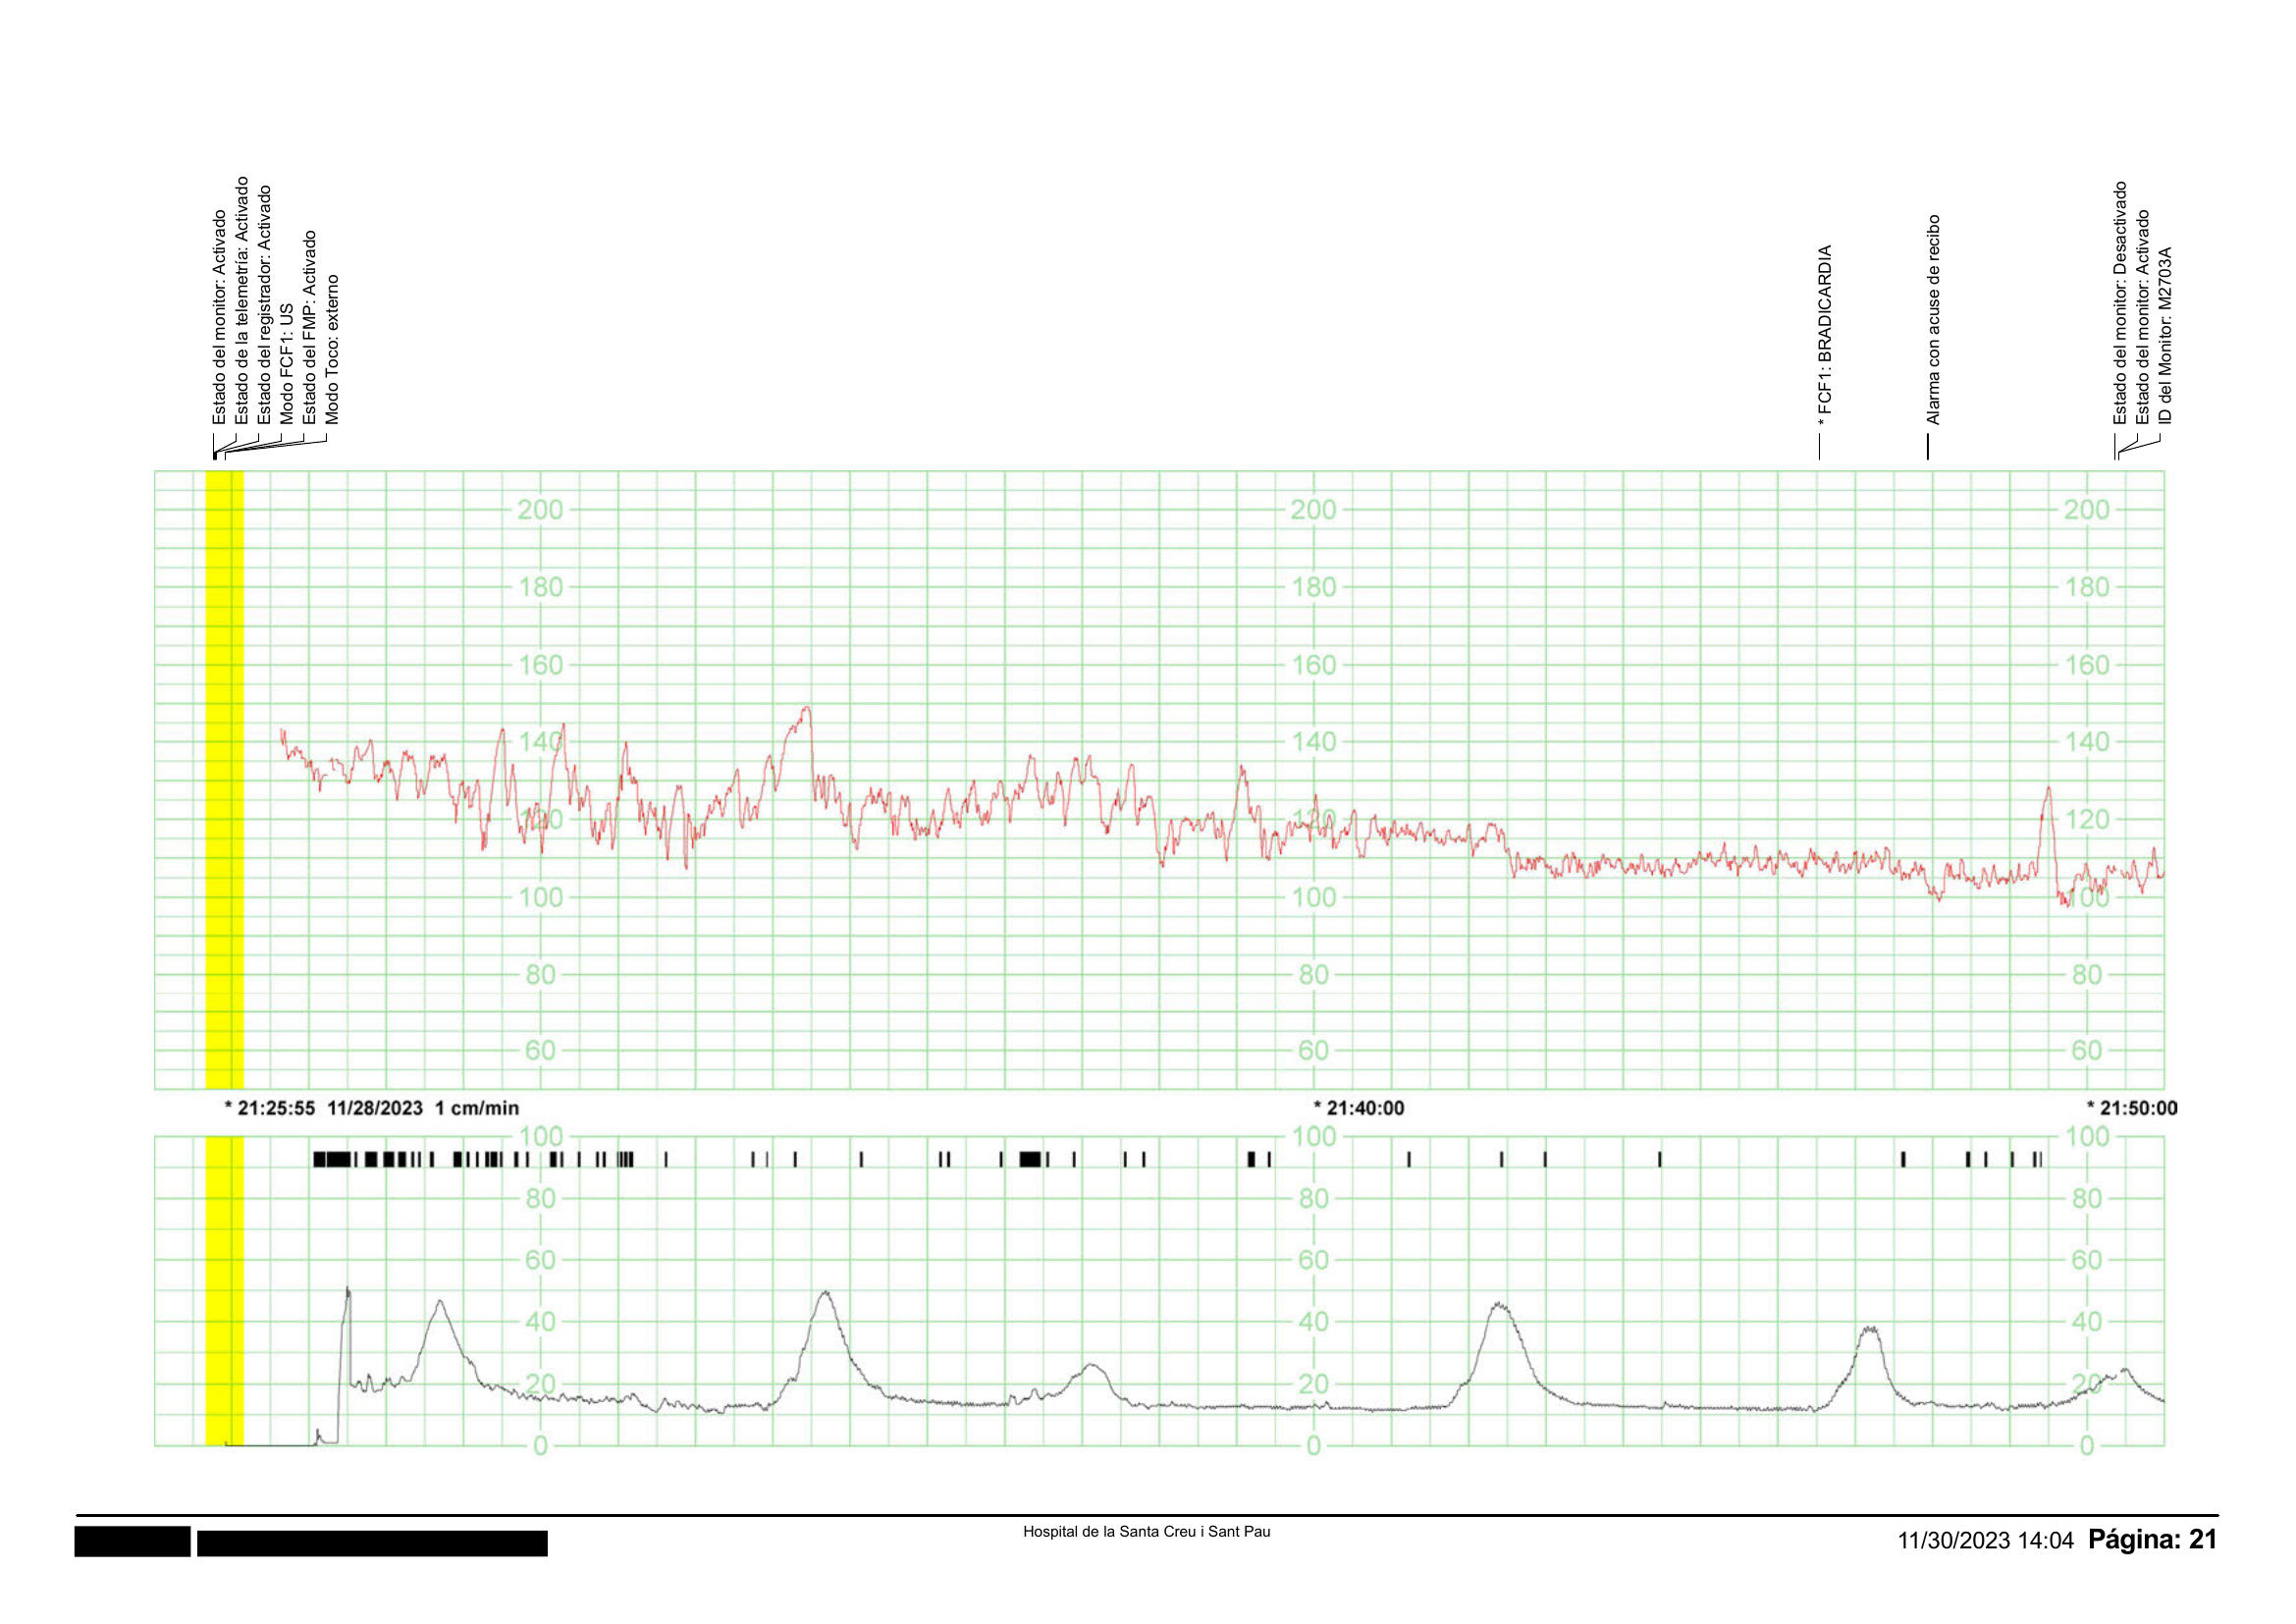 Estado del monitor: Activado
Estado de la telemetría: Activado
Estado del registrador: Activado
Modo FCF1: US
Estado del FMP: Activado
Modo Toco: externo
* FCF1: BRADICARDIA
Alarma con acuse de recibo
Estado del monitor: Desactivado
Estado del monitor: Activado
ID del Monitor: M2703A
200 200 200
180 180 180
160 160 160
140 140 140
120 120 120
100 100 100
80 80 80
60 60 60
* 21:25:55 11/28/2023 1 cm/min * 21:40:00 * 21:50:00
100 100 100
80 80 80
60 60 60
40 40 40
20 20 20
0 0 0
Hospital de la Santa Creu i Sant Pau
11/30/2023 14:04 Página: 21